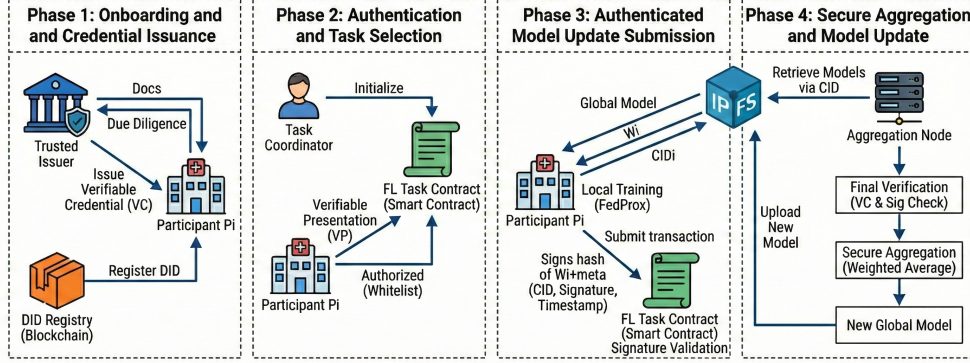 Phase 1: Onboarding and
and Credential Issuance
Docs
Due Diligence
Trusted
Issuer
Issue
Verifiable
Credential (VC)
Participant Pi
Register DID
DID Registry
(Blockchain)
Phase 2: Authentication
and Task Selection
Initialize
Task
Coordinator
FL Task Contract
(Smart Contract)
Verifiable
Presentation
(VP)
Authorized
(Whitelist)
Participant Pi
Phase 3: Authenticated
Model Update Submission
Global Model
Wi
CIDi
IPFS
Local Training
(FedProx)
Participant Pi
Submit transaction
Signs hash
of Wi+meta
(CID, Signature,
Timestamp)
FL Task Contract
(Smart Contract)
Signature Validation
Phase 4: Secure Aggregation
and Model Update
Retrieve Models
via CID
Aggregation Node
Final Verification
(VC & Sig Check)
Upload
New
Model
Secure Aggregation
(Weighted Average)
New Global Model